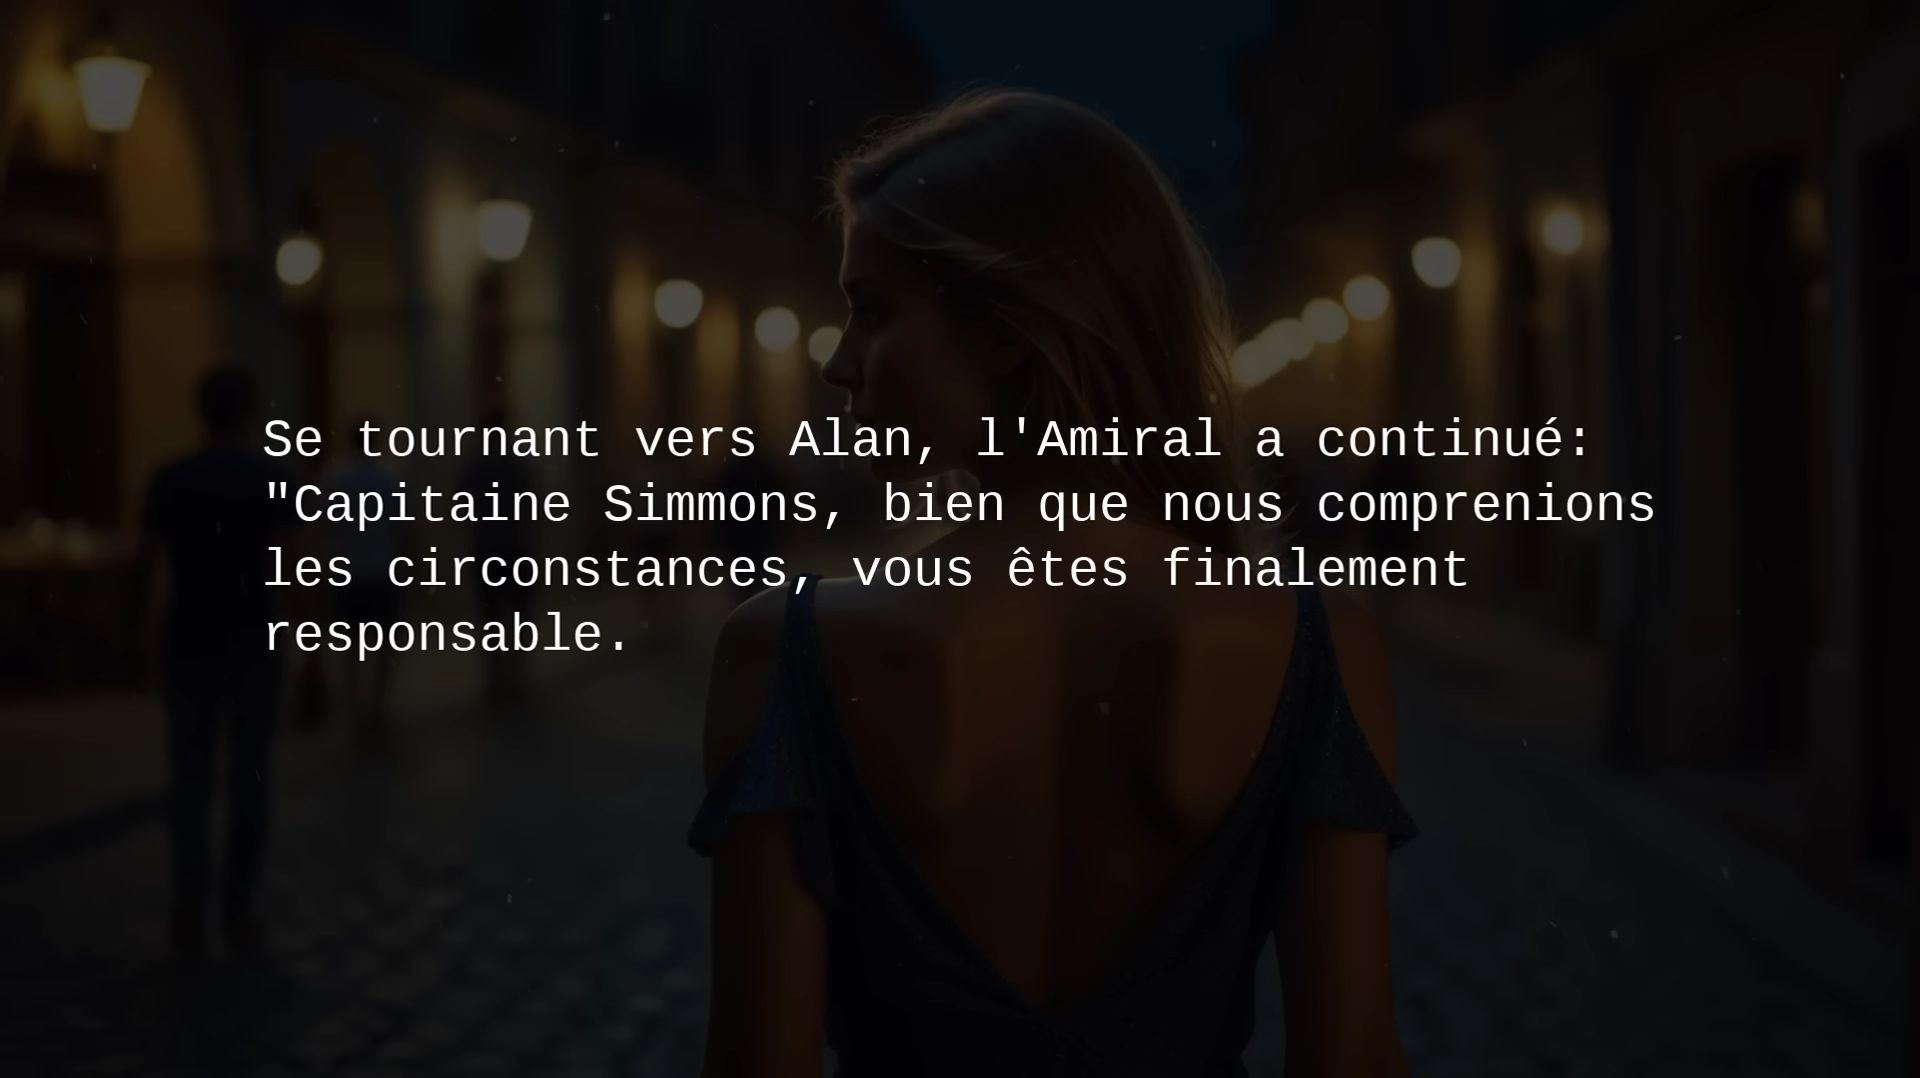 Se tournant vers Alan, l'Amiral a continué:
"Capitaine Simmons, bien que nous comprenions
les circonstances, vous êtes finalement
responsable.